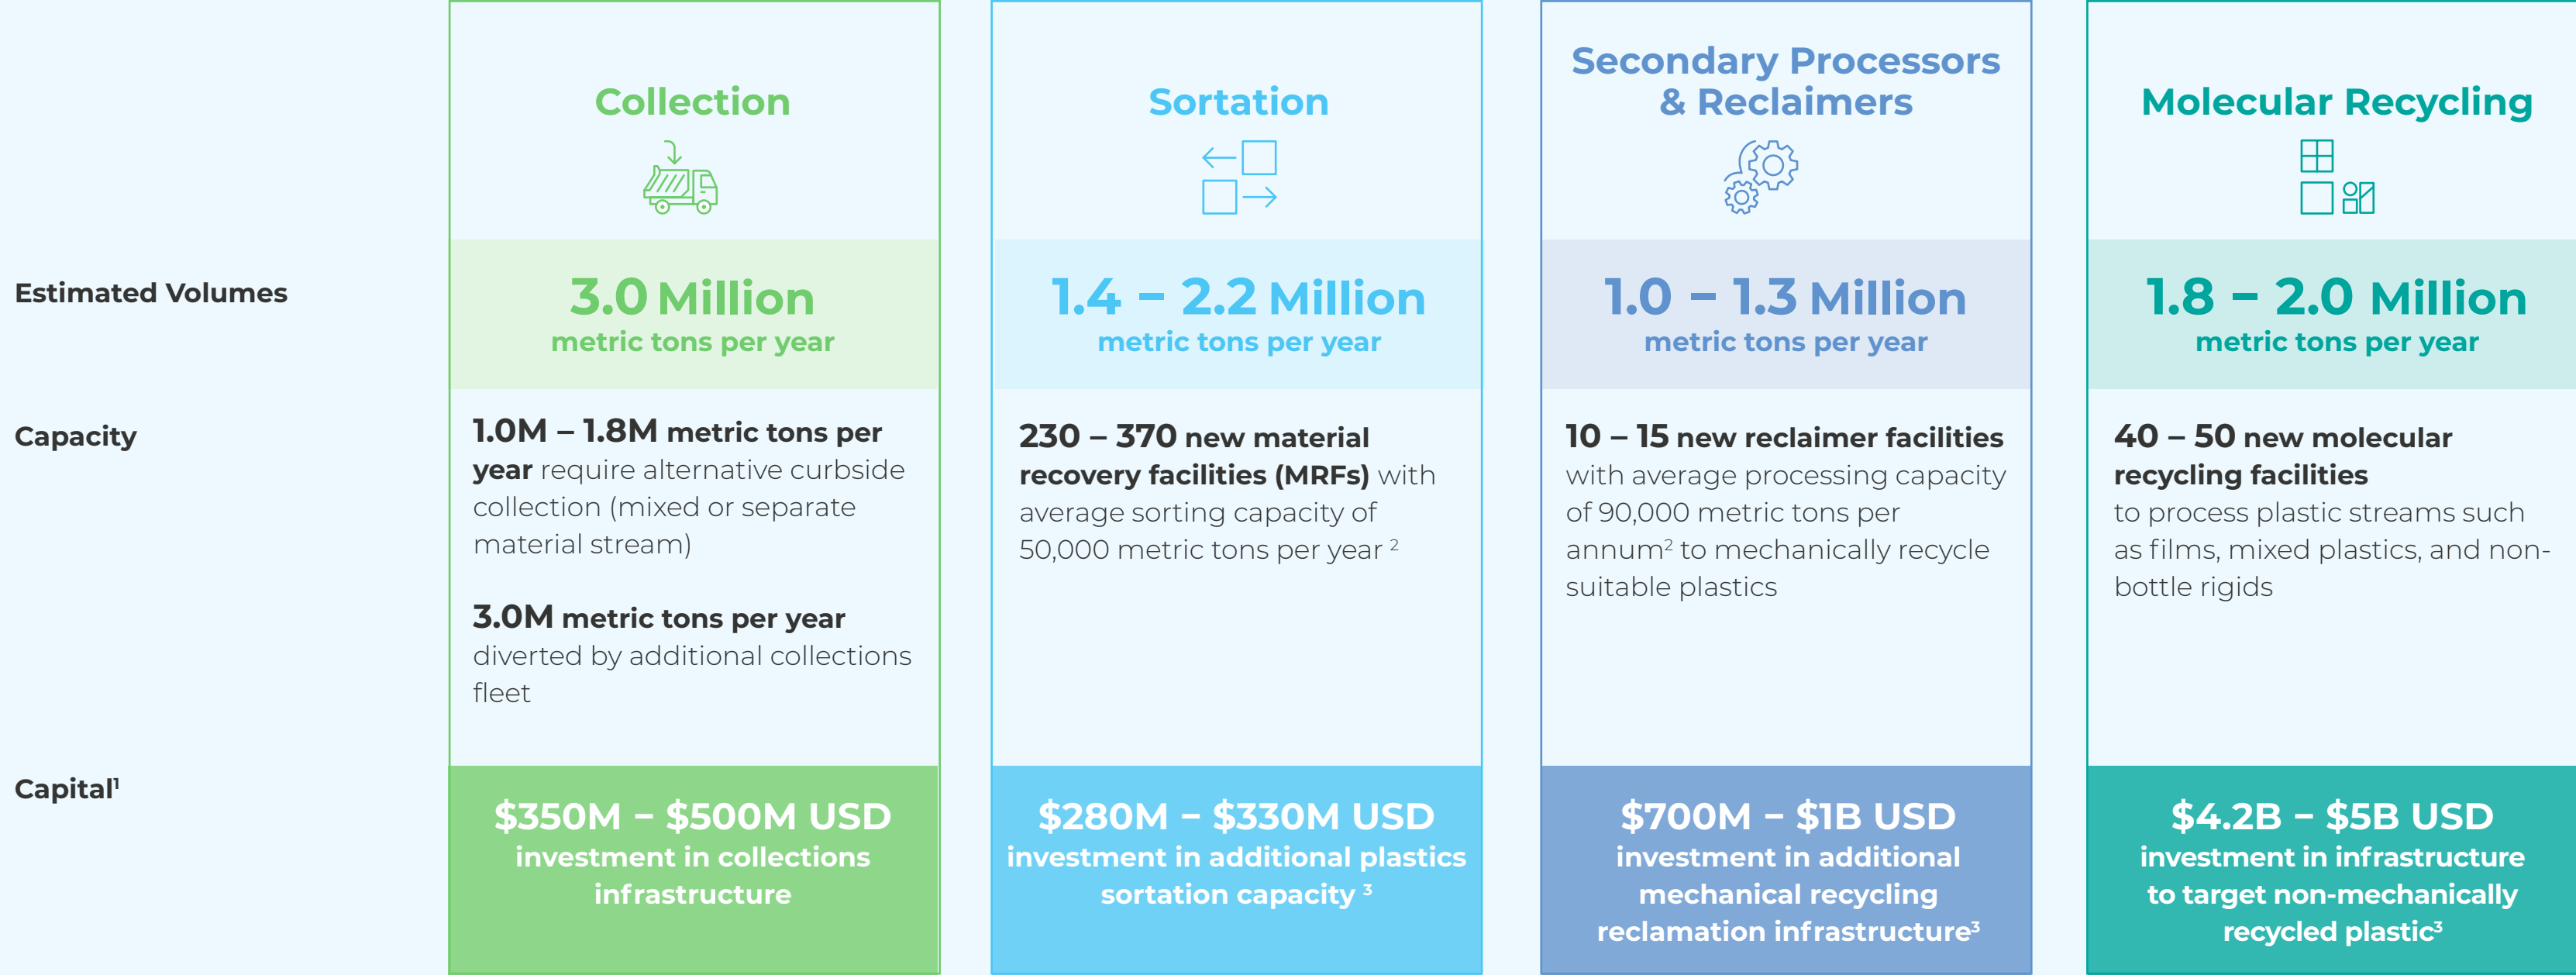 Collection
Sortation
Secondary Processors
& Reclaimers
Molecular Recycling
Estimated Volumes
3.0 Million
metric tons per year
1.4 – 2.2 Million
metric tons per year
1.0 – 1.3 Million
metric tons per year
1.8 – 2.0 Million
metric tons per year
Capacity
1.0M – 1.8M metric tons per
year require alternative curbside
collection (mixed or separate
material stream)
3.0M metric tons per year
diverted by additional collections
fleet
230 – 370 new material
recovery facilities (MRFs) with
average sorting capacity of
50,000 metric tons per year ²
10 – 15 new reclaimer facilities
with average processing capacity
of 90,000 metric tons per
annum² to mechanically recycle
suitable plastics
40 – 50 new molecular
recycling facilities
to process plastic streams such
as films, mixed plastics, and non-
bottle rigids
Capital¹
$350M – $500M USD
investment in collections
infrastructure
$280M – $330M USD
investment in additional plastics
sortation capacity ³
$700M – $1B USD
investment in additional
mechanical recycling
reclamation infrastructure³
$4.2B – $5B USD
investment in infrastructure
to target non-mechanically
recycled plastic³